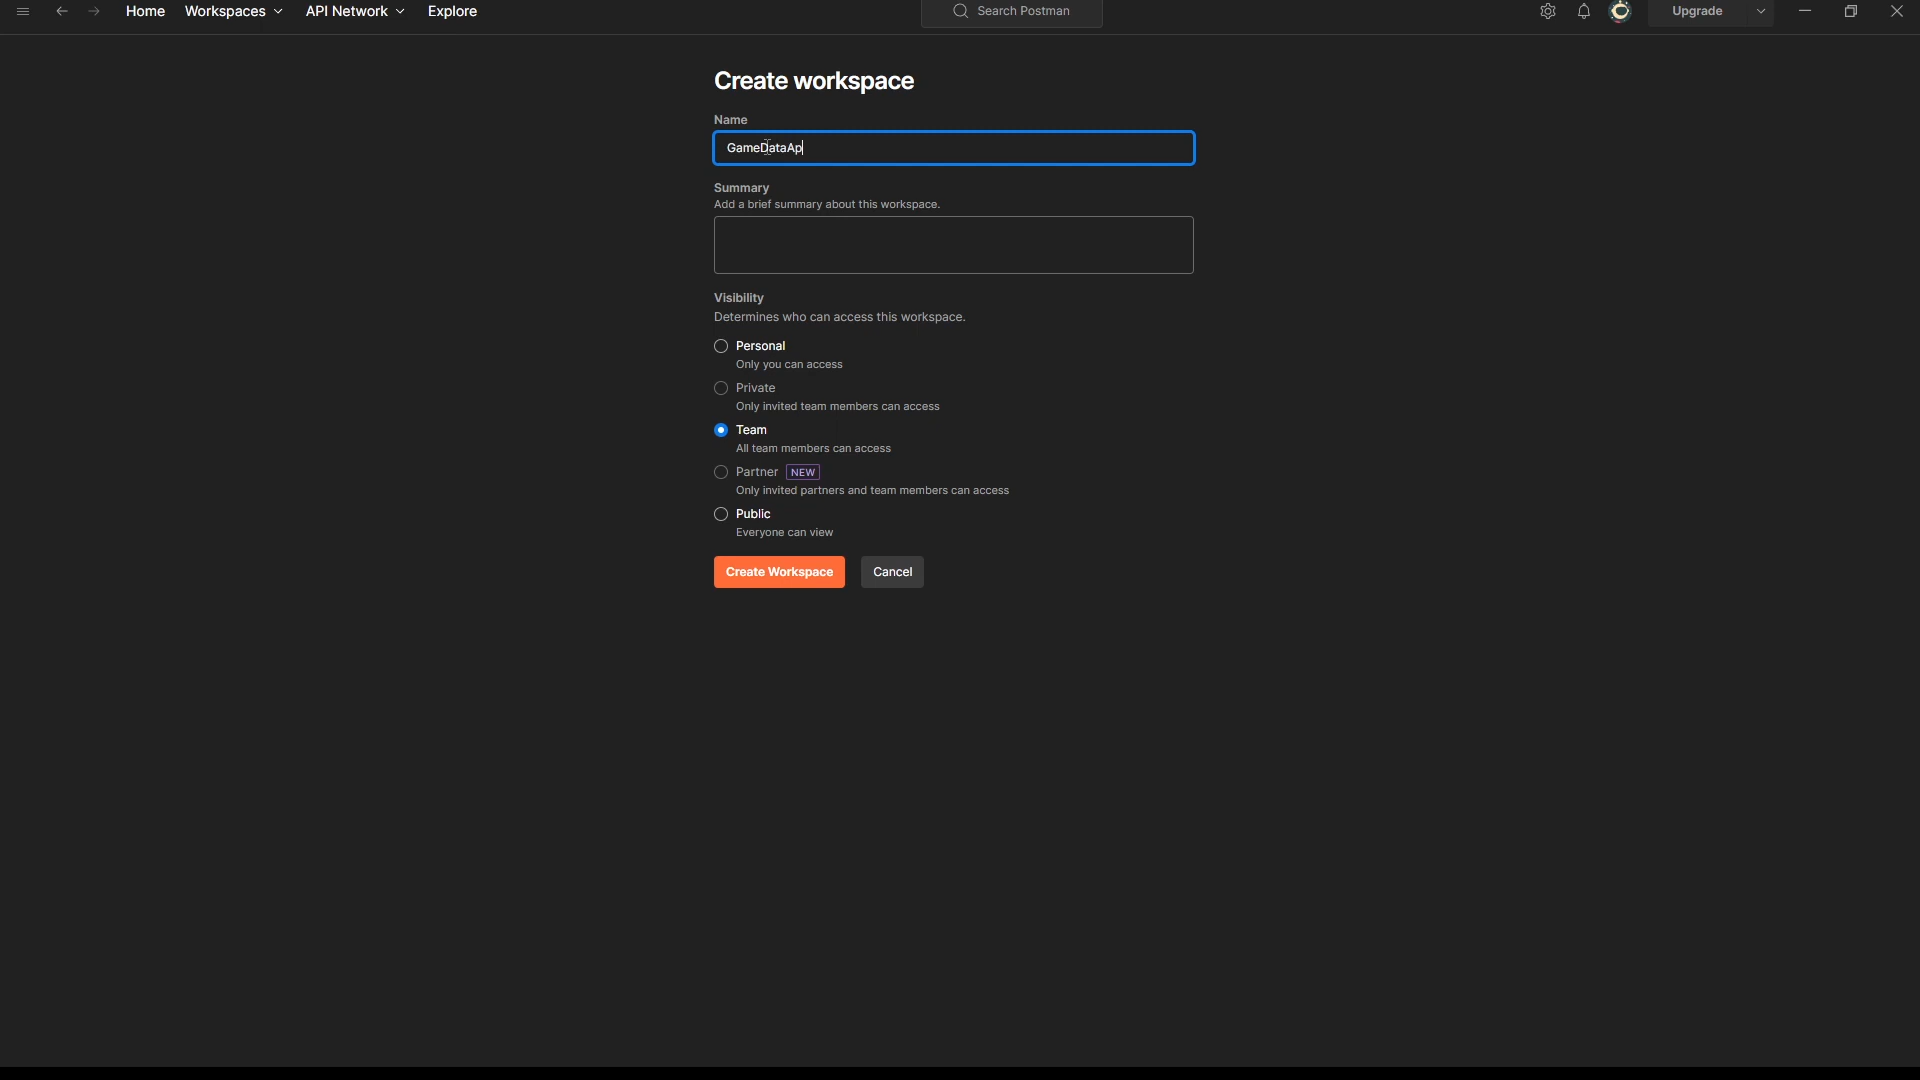 Home Workspaces API Network Explore Search Postman Upgrade
Create workspace
Name
GameDataAp
Summary
Add a brief summary about this workspace.
Visibility
Determines who can access this workspace.
Personal
Only you can access
Private
Only invited team members can access
Team
All team members can access
Partner NEW
Only invited partners and team members can access
Public
Everyone can view
Create Workspace Cancel